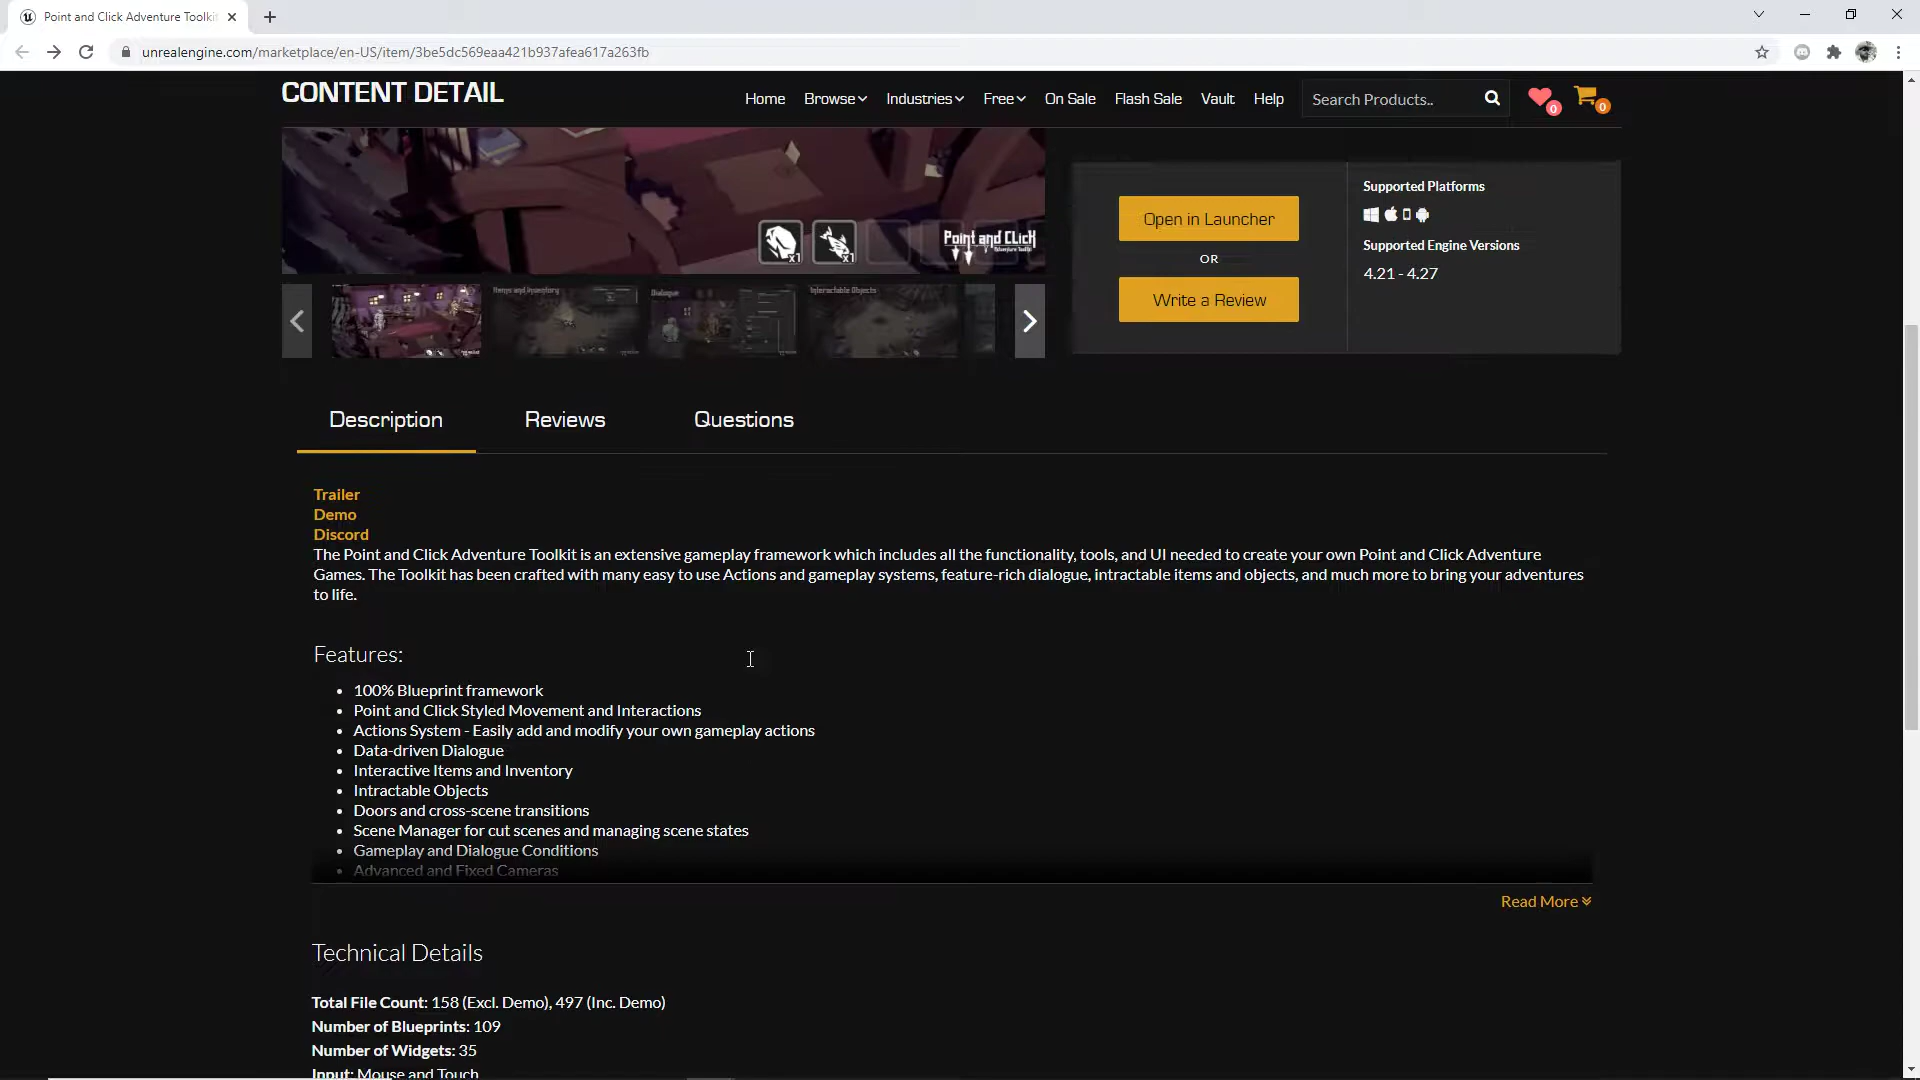 Point and Click Adventure Toolki
unrealengine.com/marketplace/en-US/item/3be5dc569eaa421b937afea617a263fb
CONTENT DETAIL
Home Browse Industries Free On Sale Flash Sale Vault Help Search Products.. 0 0
x1 x1 Point and Click
Open in Launcher
OR
Write a Review
Supported Platforms
Supported Engine Versions
4.21 - 4.27
Items and Inventory Dialogue Interactable Objects
Description Reviews Questions
Trailer
Demo
Discord
The Point and Click Adventure Toolkit is an extensive gameplay framework which includes all the functionality, tools, and UI needed to create your own Point and Click Adventure
Games. The Toolkit has been crafted with many easy to use Actions and gameplay systems, feature-rich dialogue, intractable items and objects, and much more to bring your adventures
to life.
Features:
• 100% Blueprint framework
• Point and Click Styled Movement and Interactions
• Actions System - Easily add and modify your own gameplay actions
• Data-driven Dialogue
• Interactive Items and Inventory
• Intractable Objects
• Doors and cross-scene transitions
• Scene Manager for cut scenes and managing scene states
• Gameplay and Dialogue Conditions
• Advanced and Fixed Cameras
Read More
Technical Details
Total File Count: 158 (Excl. Demo), 497 (Inc. Demo)
Number of Blueprints: 109
Number of Widgets: 35
Input: Mouse and Touch